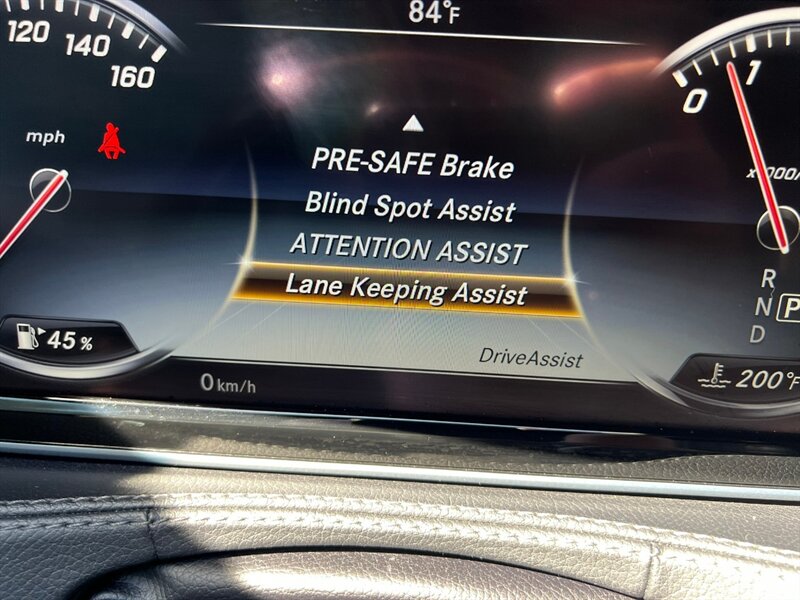 84°F
120
140
160
mph
0
1
PRE-SAFE Brake
Blind Spot Assist
ATTENTION ASSIST
Lane Keeping Assist
DriveAssist
R
N
P
D
45 %
0 km/h
200°F